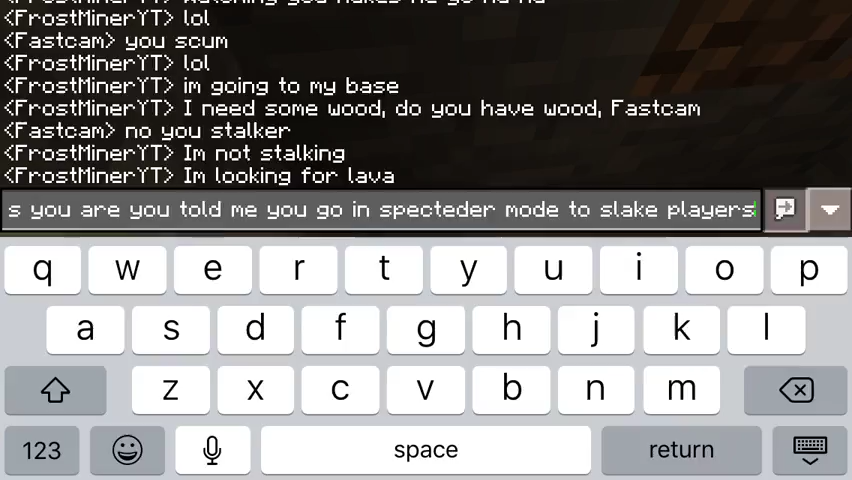 <FrostMinerYT> lol
<Fastcam> you scum
<FrostMinerYT> lol
<FrostMinerYT> im going to my base
<FrostMinerYT> I need some wood, do you have wood, Fastcam
<Fastcam> no you stalker
<FrostMinerYT> Im not stalking
<FrostMinerYT> Im looking for lava
s you are you told me you go in specteder mode to slake players
q w e r t y u i o p
a s d f g h j k l
z x c v b n m
123 space return